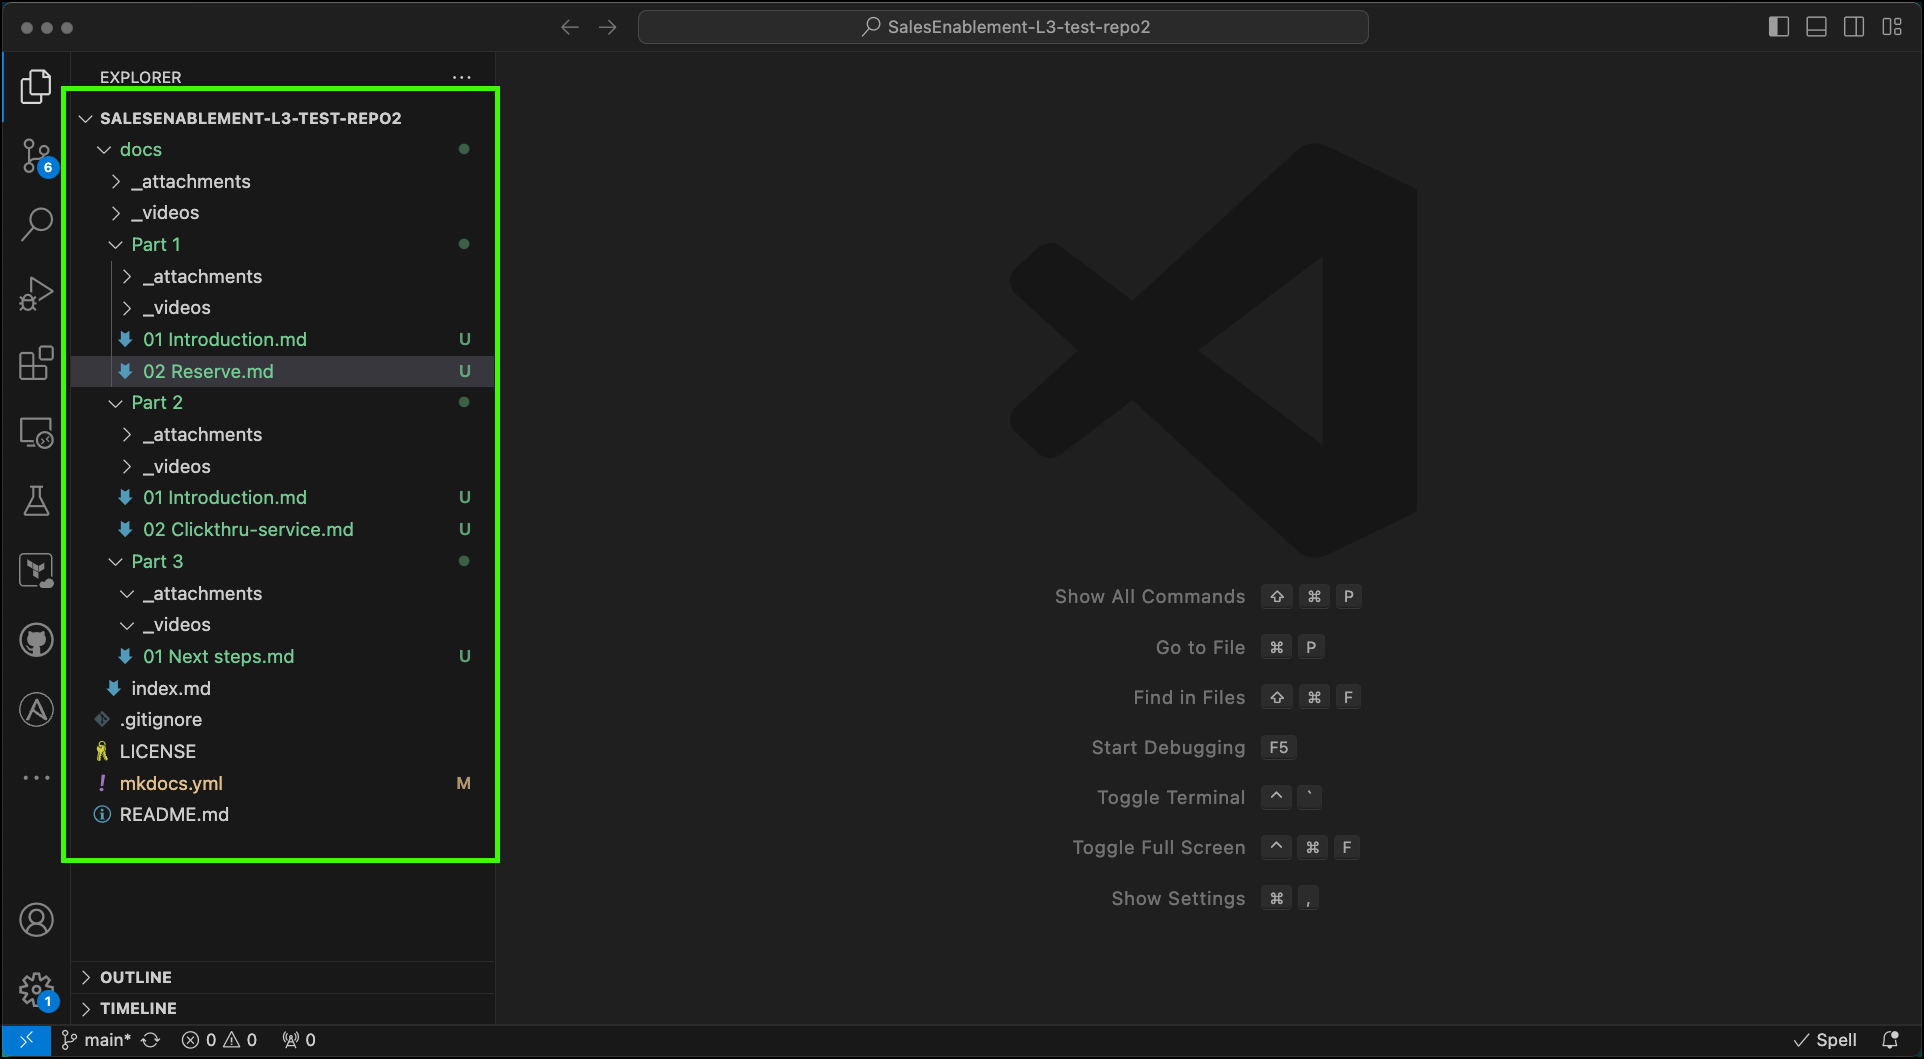 SalesEnablement-L3-test-repo2
EXPLORER
SALESENABLEMENT-L3-TEST-REPO2
docs
_attachments
_videos
Part 1
_attachments
_videos
01 Introduction.md U
02 Reserve.md U
Part 2
_attachments
_videos
01 Introduction.md U
02 Clickthru-service.md U
Part 3
_attachments
_videos
01 Next steps.md U
index.md
.gitignore
LICENSE
! mkdocs.yml M
README.md
6
1
OUTLINE
TIMELINE
Show All Commands ⇧ ⌘ P
Go to File ⌘ P
Find in Files ⇧ ⌘ F
Start Debugging F5
Toggle Terminal ^ `
Toggle Full Screen ^ ⌘ F
Show Settings ⌘ ,
main* 0 0 0
Spell